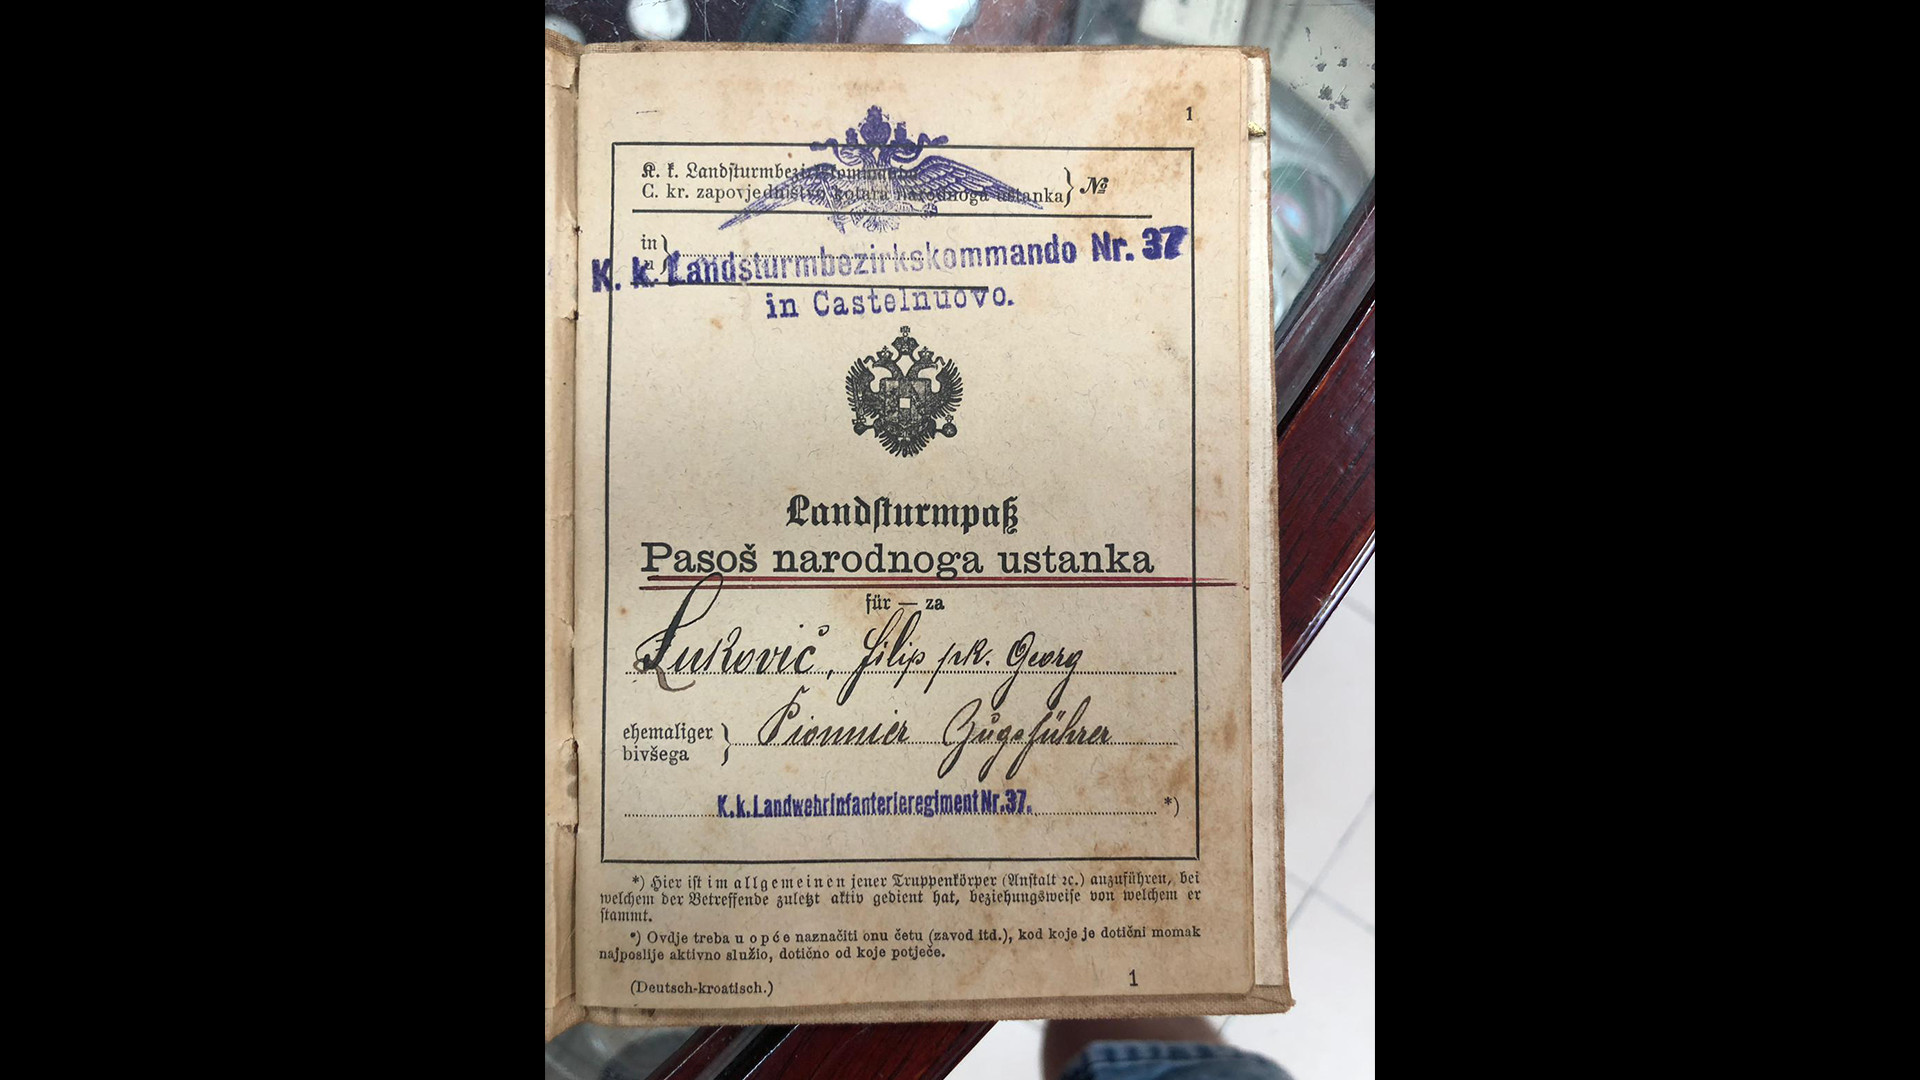 1
K. k. Landsturmbezirkskommando
C. kr. zapovjedništvo kotara narodnoga ustanka } №
in
u }
K. k. Landsturmbezirkskommando Nr. 37
in Castelnuovo.
Landſturmpaß
Pasoš narodnoga ustanka
für — za
Luković, Filip pk. Georg
ehemaliger
bivšega } Pionnier Zugsführer
K.k.LandwehrinfanterieregimentNr.37. *)
*) Hier iſt im allgemeinen jener Truppenkörper (Anſtalt ꝛc.) anzuführen, bei
welchem der Betreffende zuletzt aktiv gedient hat, beziehungsweiſe von welchem er
ſtammt.
*) Ovdje treba u opće naznačiti onu četu (zavod itd.), kod koje je dotični momak
najposlije aktivno služio, dotično od koje potječe.
(Deutsch-kroatisch.)
1